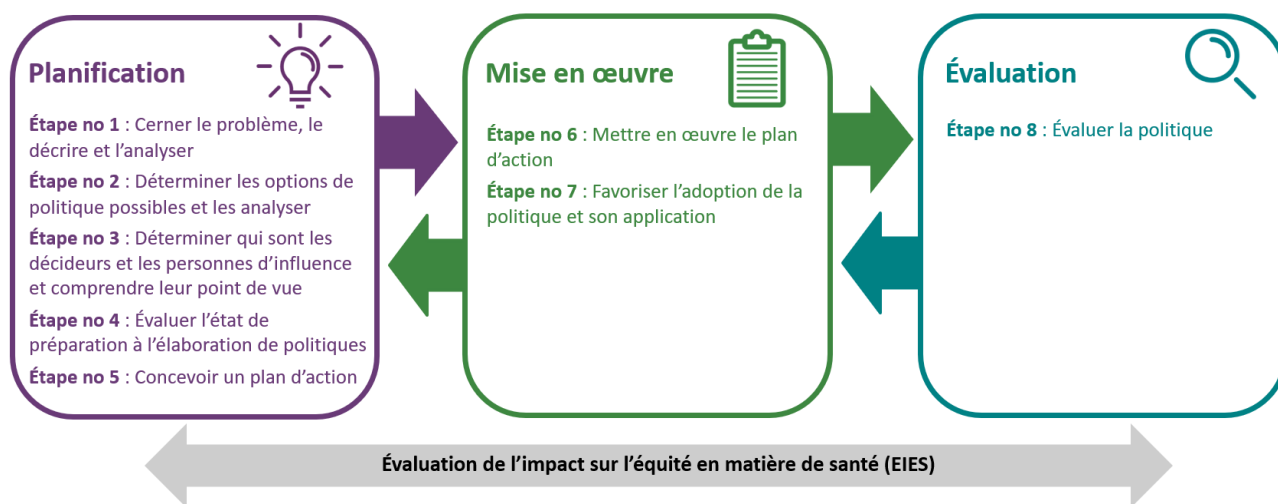 Planification
Étape no 1 : Cerner le problème, le
décrire et l’analyser
Étape no 2 : Déterminer les options de
politique possibles et les analyser
Étape no 3 : Déterminer qui sont les
décideurs et les personnes d’influence
et comprendre leur point de vue
Étape no 4 : Évaluer l’état de
préparation à l’élaboration de politiques
Étape no 5 : Concevoir un plan d’action
Mise en œuvre
Étape no 6 : Mettre en œuvre le plan
d’action
Étape no 7 : Favoriser l’adoption de la
politique et son application
Évaluation
Étape no 8 : Évaluer la politique
Évaluation de l’impact sur l’équité en matière de santé (EIES)